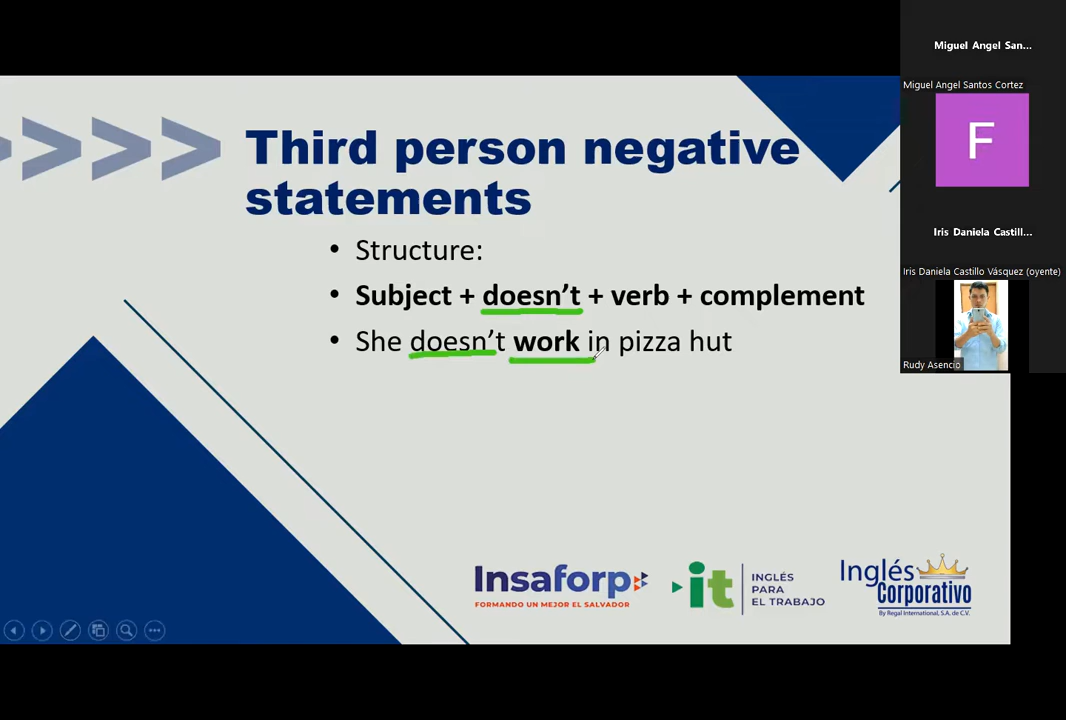 Miguel Angel San...
Miguel Angel Santos Cortez
F
Iris Daniela Castill...
Iris Daniela Castillo Vásquez (oyente)
Rudy Asencio
Third person negative
statements
• Structure:
• Subject + doesn’t + verb + complement
• She doesn’t work in pizza hut
Insaforp
FORMANDO UN MEJOR EL SALVADOR
it
INGLÉS
PARA
EL TRABAJO
Inglés
Corporativo
By Regal International, S.A. de C.V.